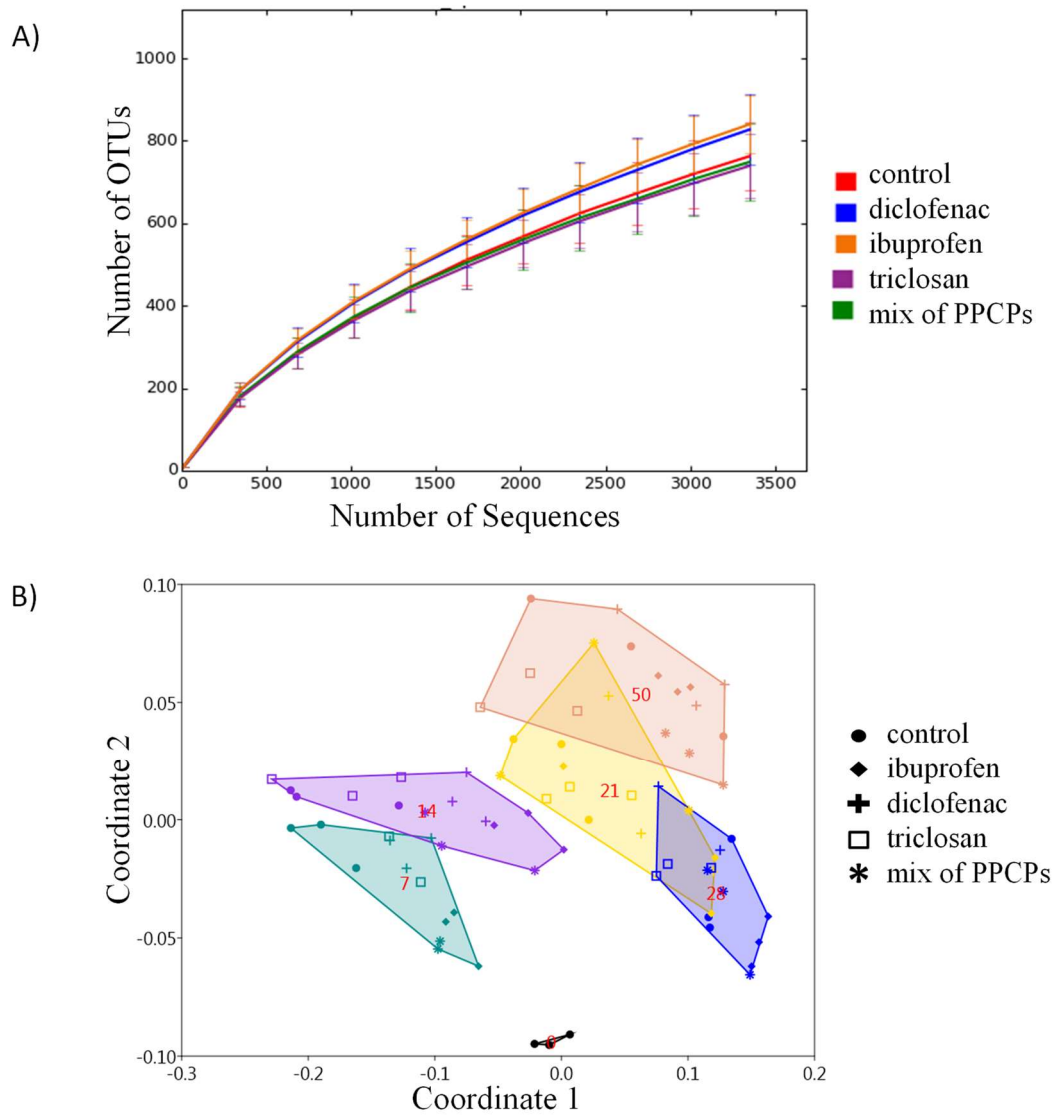 A)
1000
800
600
400
200
0
0 500 1000 1500 2000 2500 3000 3500
Number of OTUs
Number of Sequences
control
diclofenac
ibuprofen
triclosan
mix of PPCPs
B)
0.10
0.05
0.00
-0.05
-0.10
-0.3 -0.2 -0.1 0.0 0.1 0.2
Coordinate 2
Coordinate 1
50
21
14
7
28
control
ibuprofen
diclofenac
triclosan
mix of PPCPs